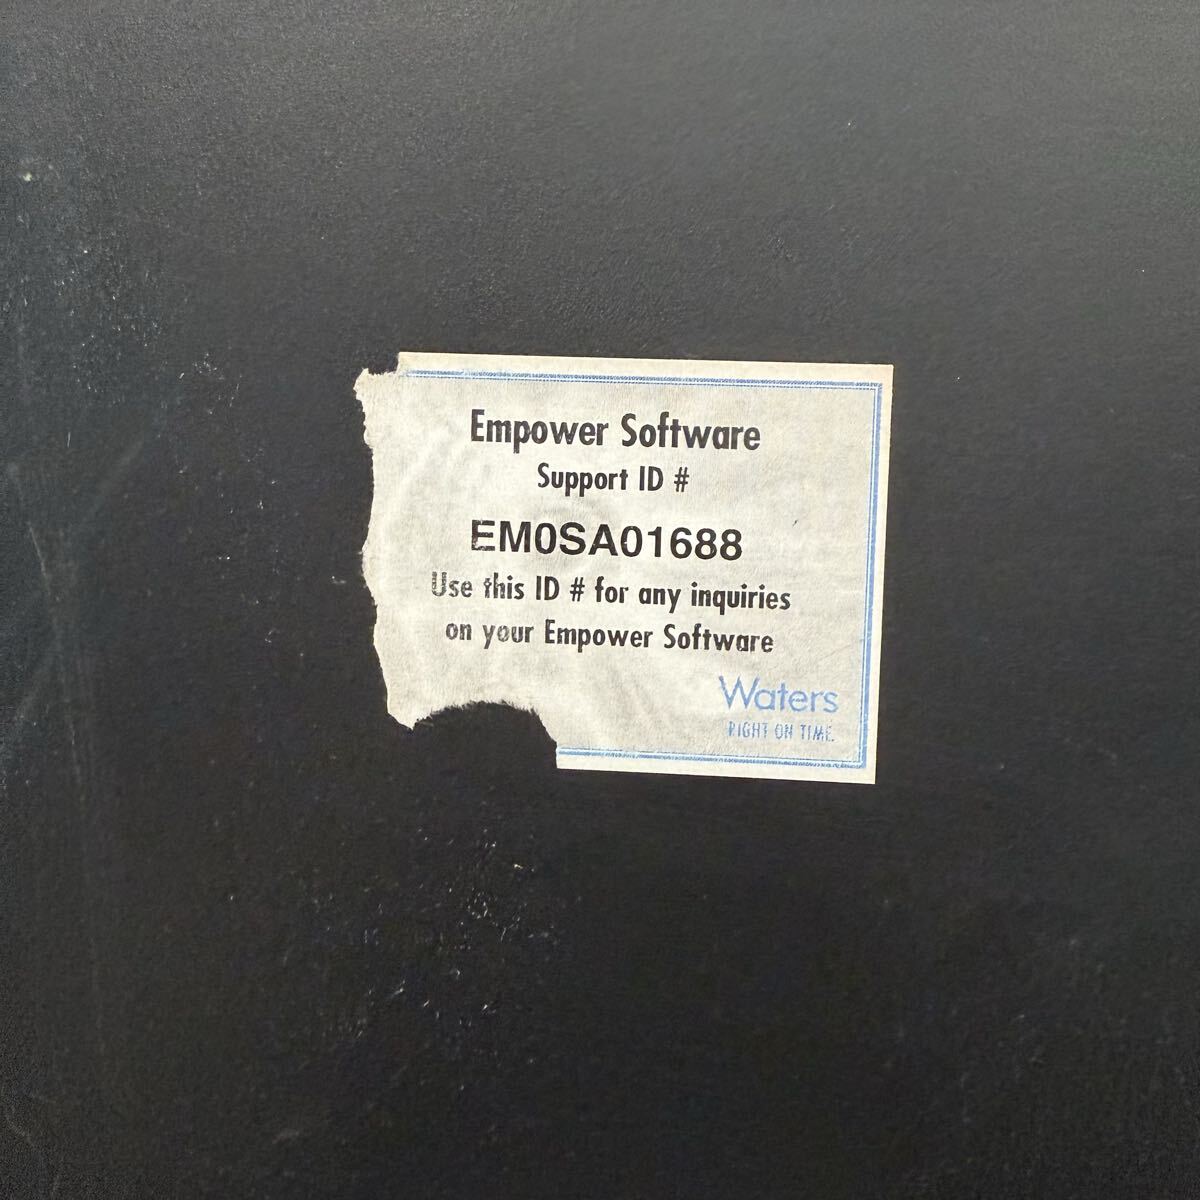 Empower Software
Support ID #
EM0SA01688
Use this ID # for any inquiries
on your Empower Software
Waters
RIGHT ON TIME.